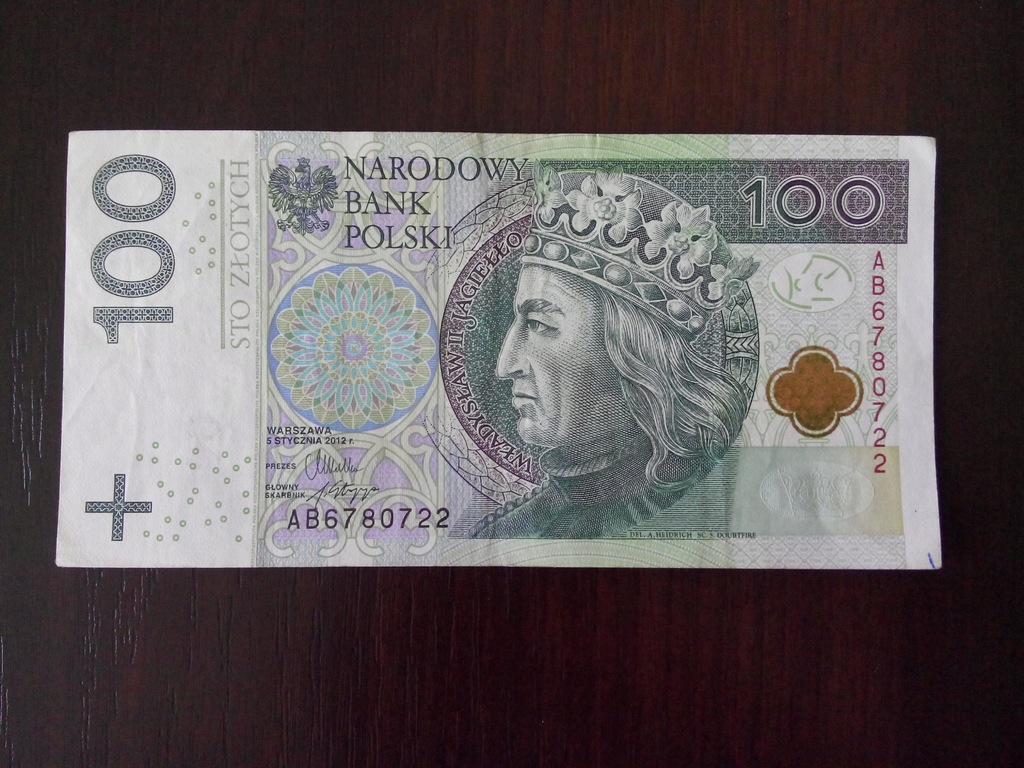 100
STO ZŁOTYCH
NARODOWY
BANK
POLSKI
WŁADYSŁAW II JAGIEŁŁO
100
AB6780722
WARSZAWA
5 STYCZNIA 2012 r.
PREZES
GŁÓWNY
SKARBNIK
AB6780722
DEL. A. HEIDRICH SC. S. DOUBTFIRE